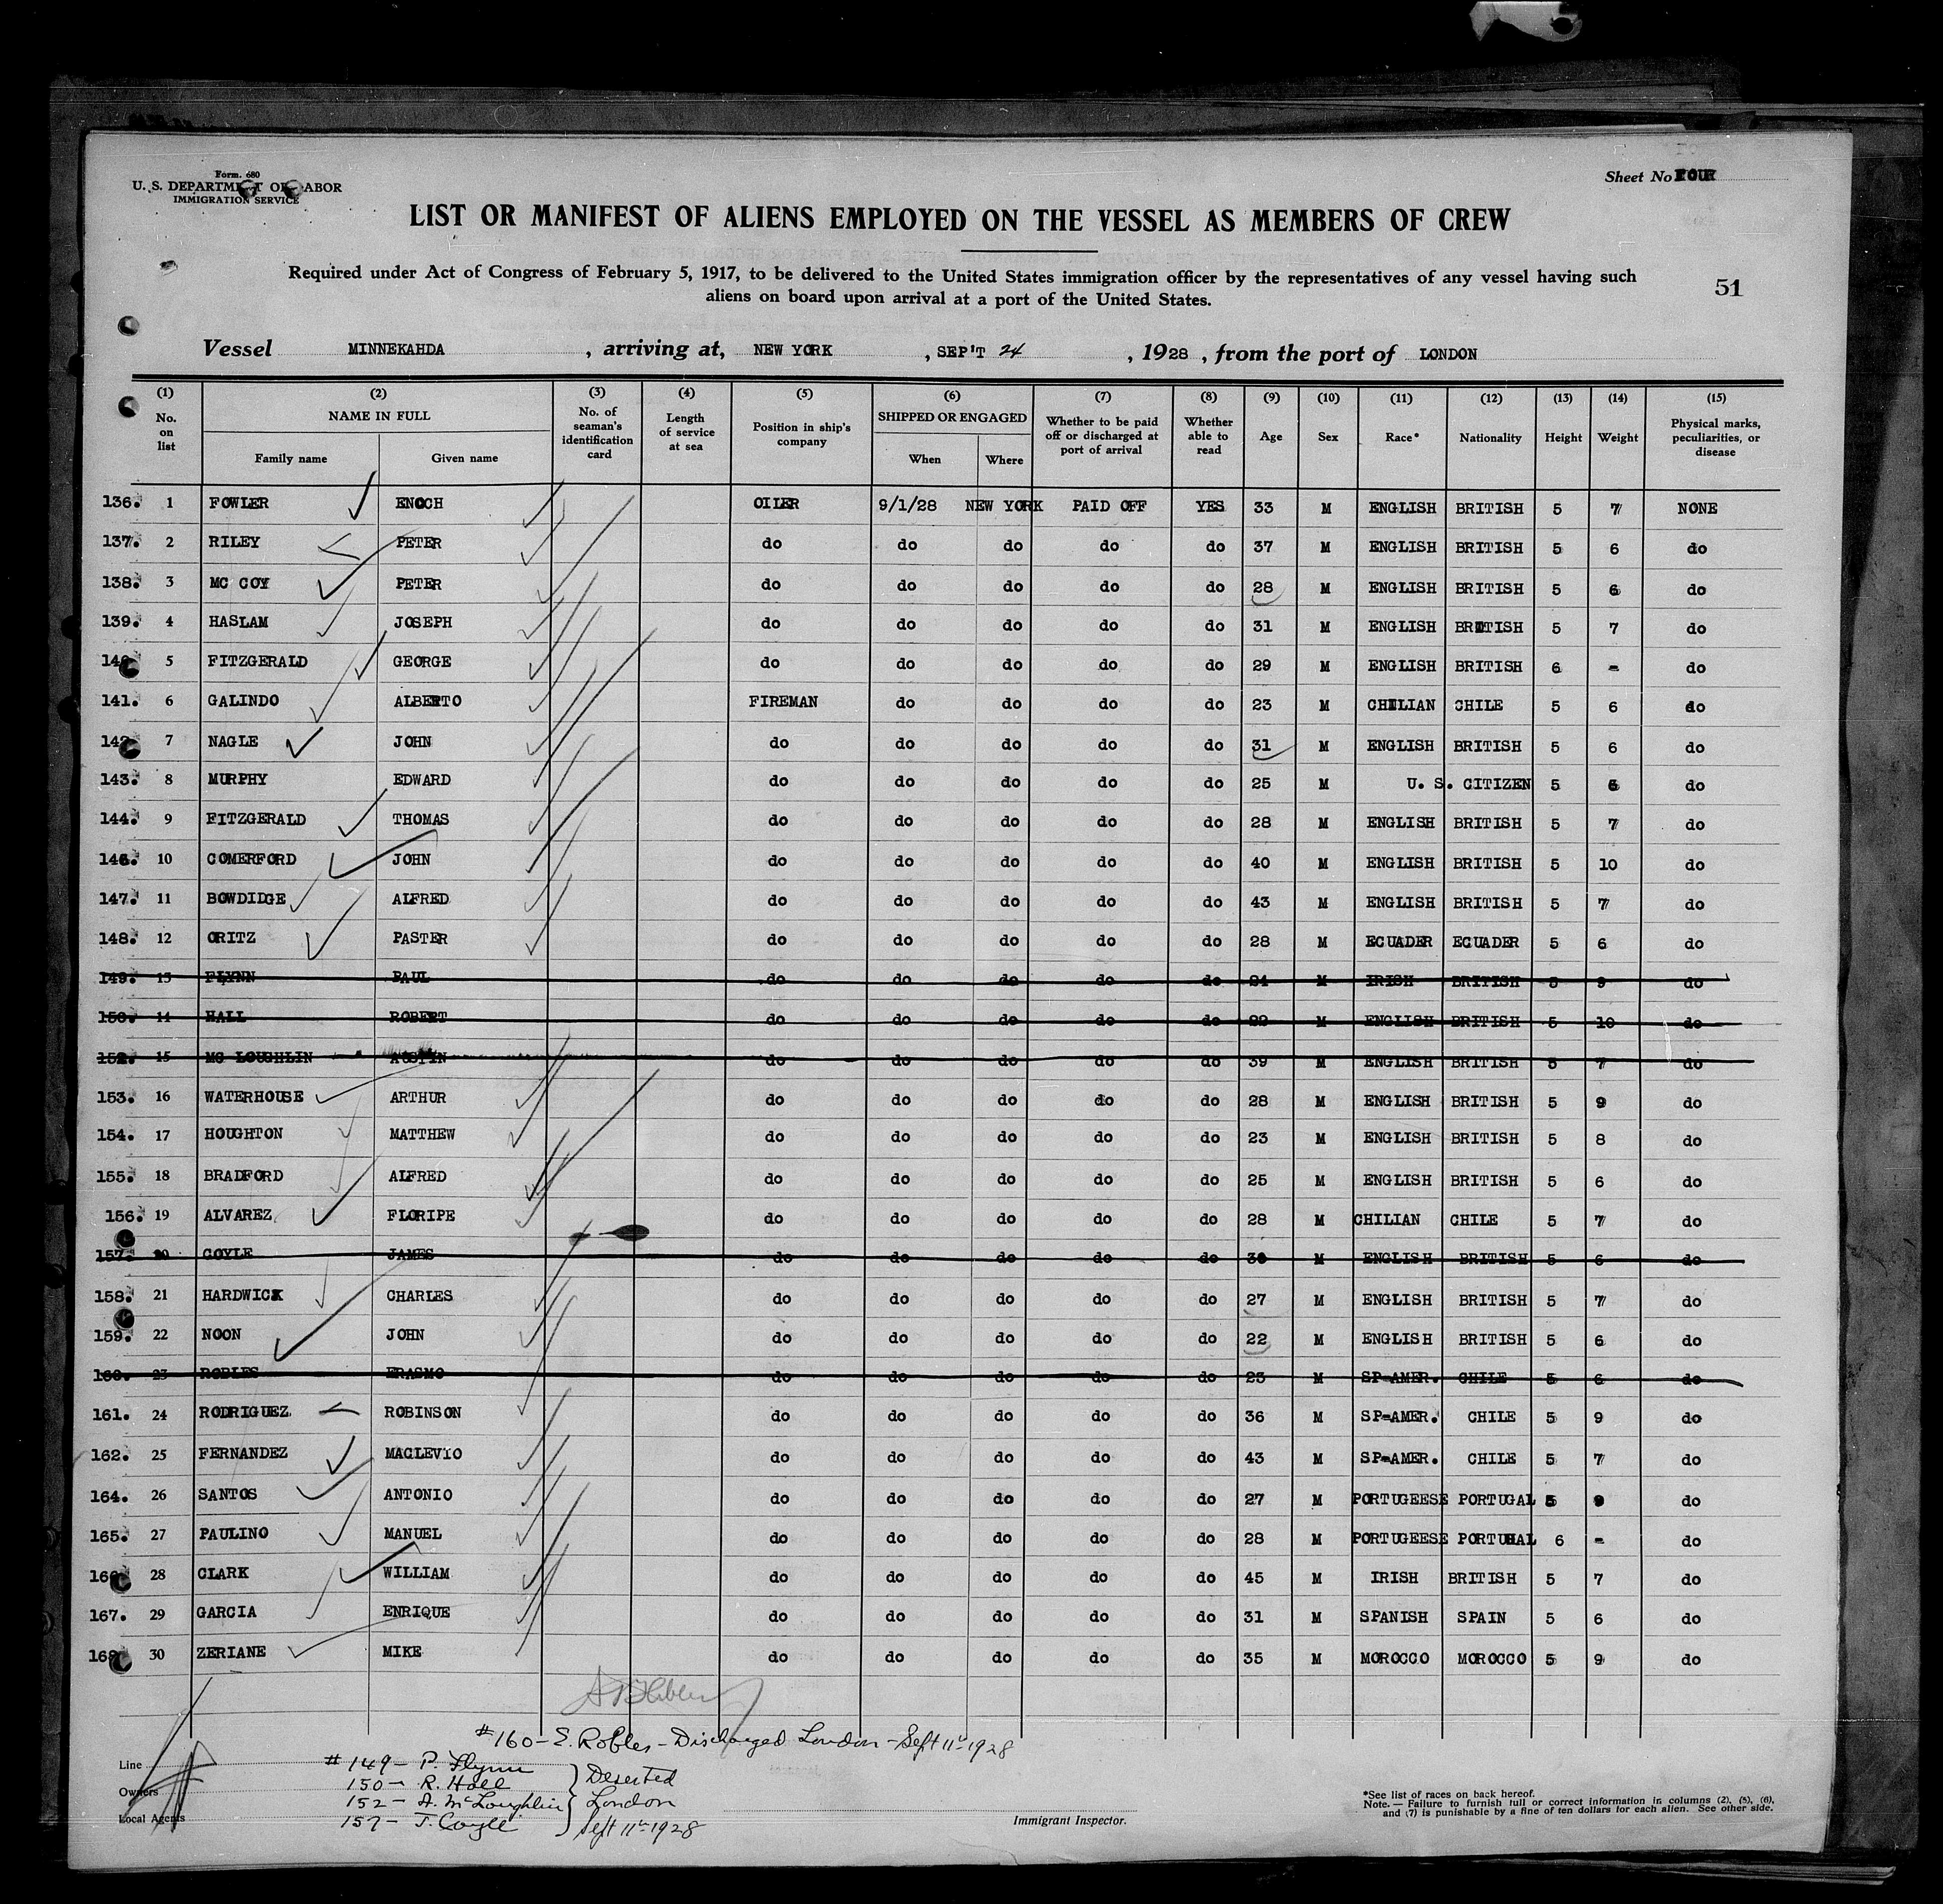 Form. 680
U. S. DEPARTMENT OF LABOR
IMMIGRATION SERVICE
Sheet No FOUR
LIST OR MANIFEST OF ALIENS EMPLOYED ON THE VESSEL AS MEMBERS OF CREW
Required under Act of Congress of February 5, 1917, to be delivered to the United States immigration officer by the representatives of any vessel having such
aliens on board upon arrival at a port of the United States.
51
Vessel MINNEKAHDA , arriving at, NEW YORK , SEP'T 24 , 1928 , from the port of LONDON
(1) No. on list (2) NAME IN FULL Family name Given name (3) No. of seaman's identification card (4) Length of service at sea (5) Position in ship's company (6) SHIPPED OR ENGAGED When Where (7) Whether to be paid off or discharged at port of arrival (8) Whether able to read (9) Age (10) Sex (11) Race* (12) Nationality (13) Height (14) Weight (15) Physical marks, peculiarities, or disease
136. 1 FOWLER ENOCH OILER 9/1/28 NEW YORK PAID OFF YES 33 M ENGLISH BRITISH 5 7 NONE
137. 2 RILEY PETER do do do do do 37 M ENGLISH BRITISH 5 6 do
138. 3 MC COY PETER do do do do do 28 M ENGLISH BRITISH 5 6 do
139. 4 HASLAM JOSEPH do do do do do 31 M ENGLISH BRITISH 5 7 do
140 5 FITZGERALD GEORGE do do do do do 29 M ENGLISH BRITISH 6 - do
141. 6 GALINDO ALBERTO FIREMAN do do do do 23 M CHILIAN CHILE 5 6 do
142 7 NAGLE JOHN do do do do do 31 M ENGLISH BRITISH 5 6 do
143. 8 MURPHY EDWARD do do do do do 25 M U. S. CITIZEN 5 6 do
144. 9 FITZGERALD THOMAS do do do do do 28 M ENGLISH BRITISH 5 7 do
146. 10 COMERFORD JOHN do do do do do 40 M ENGLISH BRITISH 5 10 do
147. 11 BOWDIDGE ALFRED do do do do do 43 M ENGLISH BRITISH 5 7 do
148. 12 ORITZ PASTER do do do do do 28 M ECUADER ECUADER 5 6 do
149. 13 FLYNN PAUL do do do do do M IRISH BRITISH 5 9 do
150. 14 HALL ROBERT do do do do do M ENGLISH BRITISH 5 10 do
152. 15 MC LOUGHLIN AUSTIN do do do do do 39 M ENGLISH BRITISH 5 7 do
153. 16 WATERHOUSE ARTHUR do do do do do 28 M ENGLISH BRITISH 5 9 do
154. 17 HOUGHTON MATTHEW do do do do do 23 M ENGLISH BRITISH 5 8 do
155. 18 BRADFORD ALFRED do do do do do 25 M ENGLISH BRITISH 5 6 do
156. 19 ALVAREZ FLORIPE do do do do do 28 M CHILIAN CHILE 5 7 do
157. 20 COYLE JAMES do do do do do M ENGLISH BRITISH 5 6 do
158. 21 HARDWICK CHARLES do do do do do 27 M ENGLISH BRITISH 5 7 do
159. 22 NOON JOHN do do do do do 22 M ENGLISH BRITISH 5 6 do
160. 23 ROBLES ERASMO do do do do do 23 M SP-AMER. CHILE 5 6 do
161. 24 RODRIGUEZ ROBINSON do do do do do 36 M SP-AMER. CHILE 5 9 do
162. 25 FERNANDEZ MACLEVIO do do do do do 43 M SP-AMER. CHILE 5 7 do
164. 26 SANTOS ANTONIO do do do do do 27 M PORTUGEESE PORTUGAL 5 9 do
165. 27 PAULINO MANUEL do do do do do 28 M PORTUGEESE PORTUGAL 6 - do
166 28 CLARK WILLIAM do do do do do 45 M IRISH BRITISH 5 7 do
167. 29 GARCIA ENRIQUE do do do do do 31 M SPANISH SPAIN 5 6 do
168 30 ZERIANE MIKE do do do do do 35 M MOROCCO MOROCCO 5 9 do
#160 - E. Robles - Discharged London - Sept 11th 1928
Line
Owners
Local Agents
#149 - P. Flynn
150 - R. Hall
152 - A. McLoughlin
157 - J. Coyle
Deserted
London
Sept 11th 1928
Immigrant Inspector.
*See list of races on back hereof.
Note. — Failure to furnish full or correct information in columns (2), (5), (6),
and (7) is punishable by a fine of ten dollars for each alien. See other side.